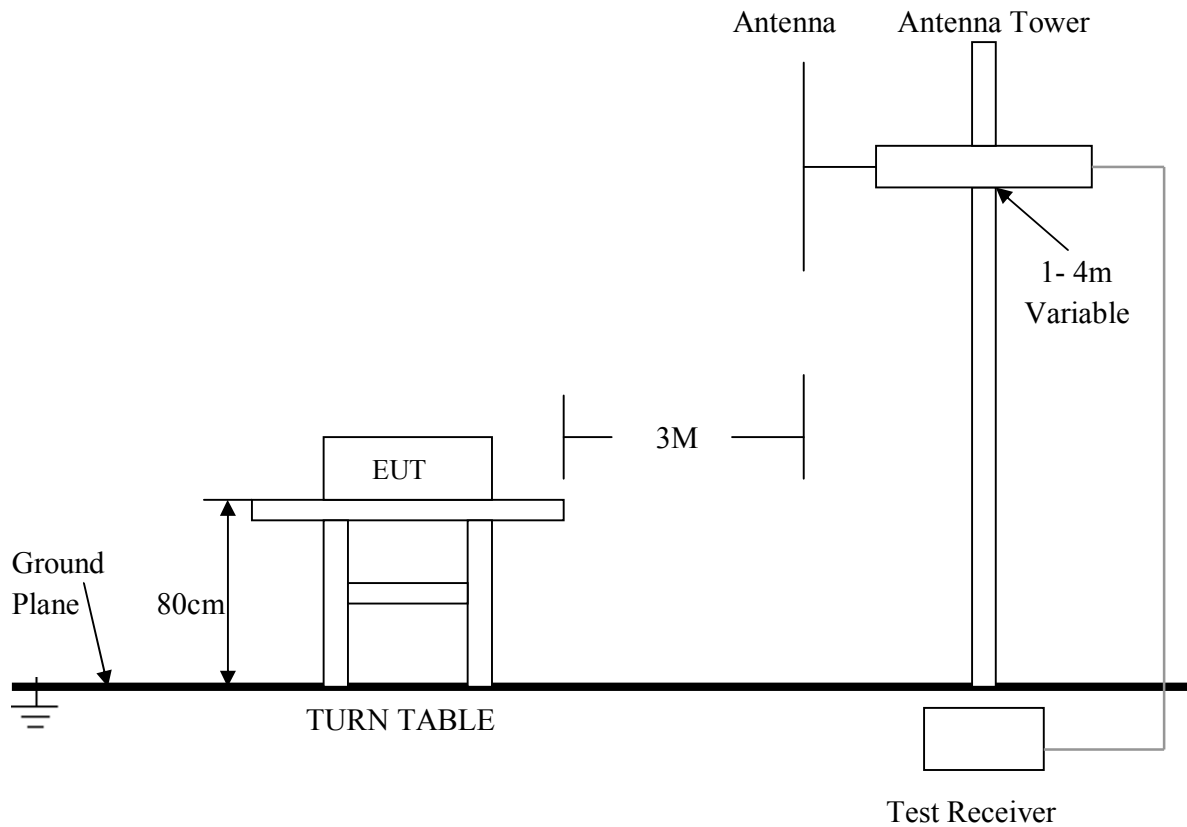 Antenna
Antenna Tower
1- 4m
Variable
3M
EUT
Ground
Plane
80cm
TURN TABLE
Test Receiver